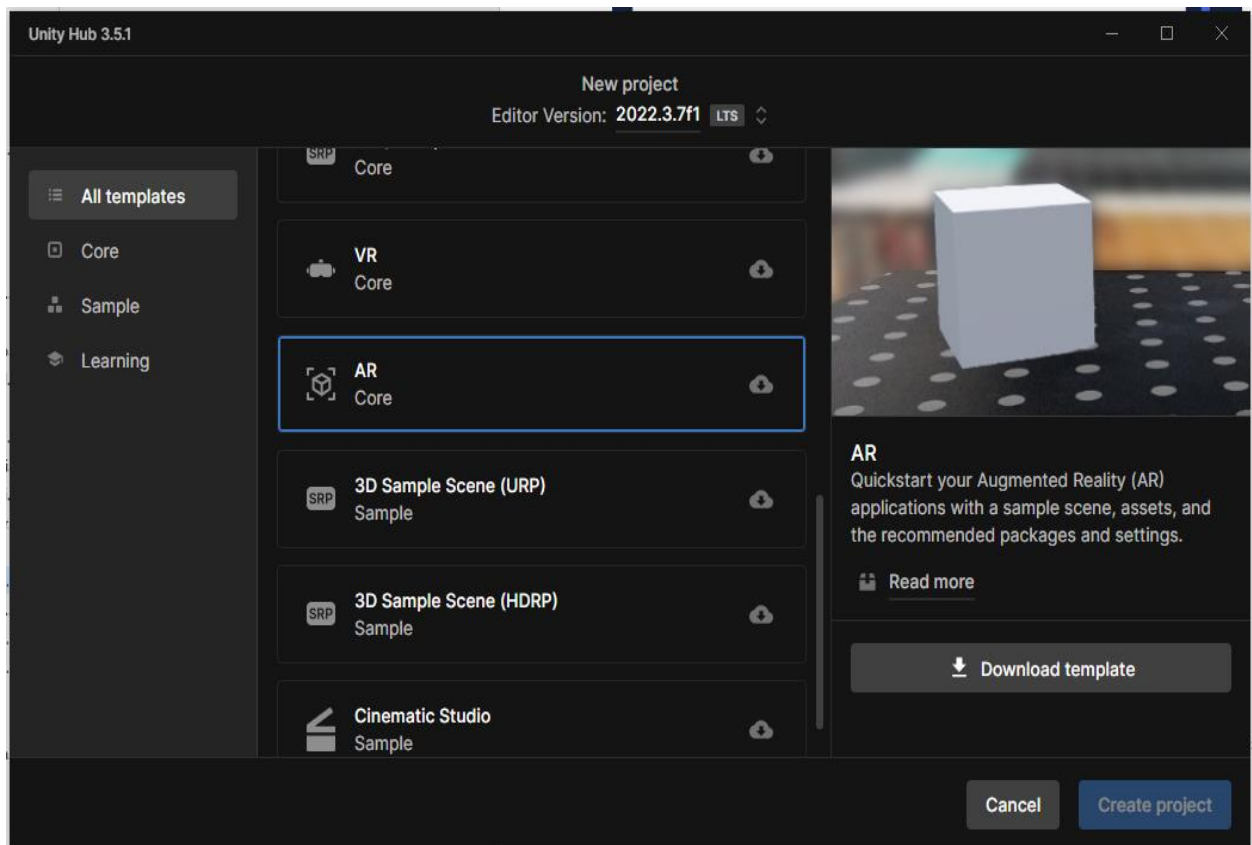 Unity Hub 3.5.1
New project
Editor Version: 2022.3.7f1 LTS
All templates
Core
Sample
Learning
SRP
Core
VR
Core
AR
Core
SRP
3D Sample Scene (URP)
Sample
SRP
3D Sample Scene (HDRP)
Sample
Cinematic Studio
Sample
AR
Quickstart your Augmented Reality (AR)
applications with a sample scene, assets, and
the recommended packages and settings.
Read more
Download template
Cancel
Create project